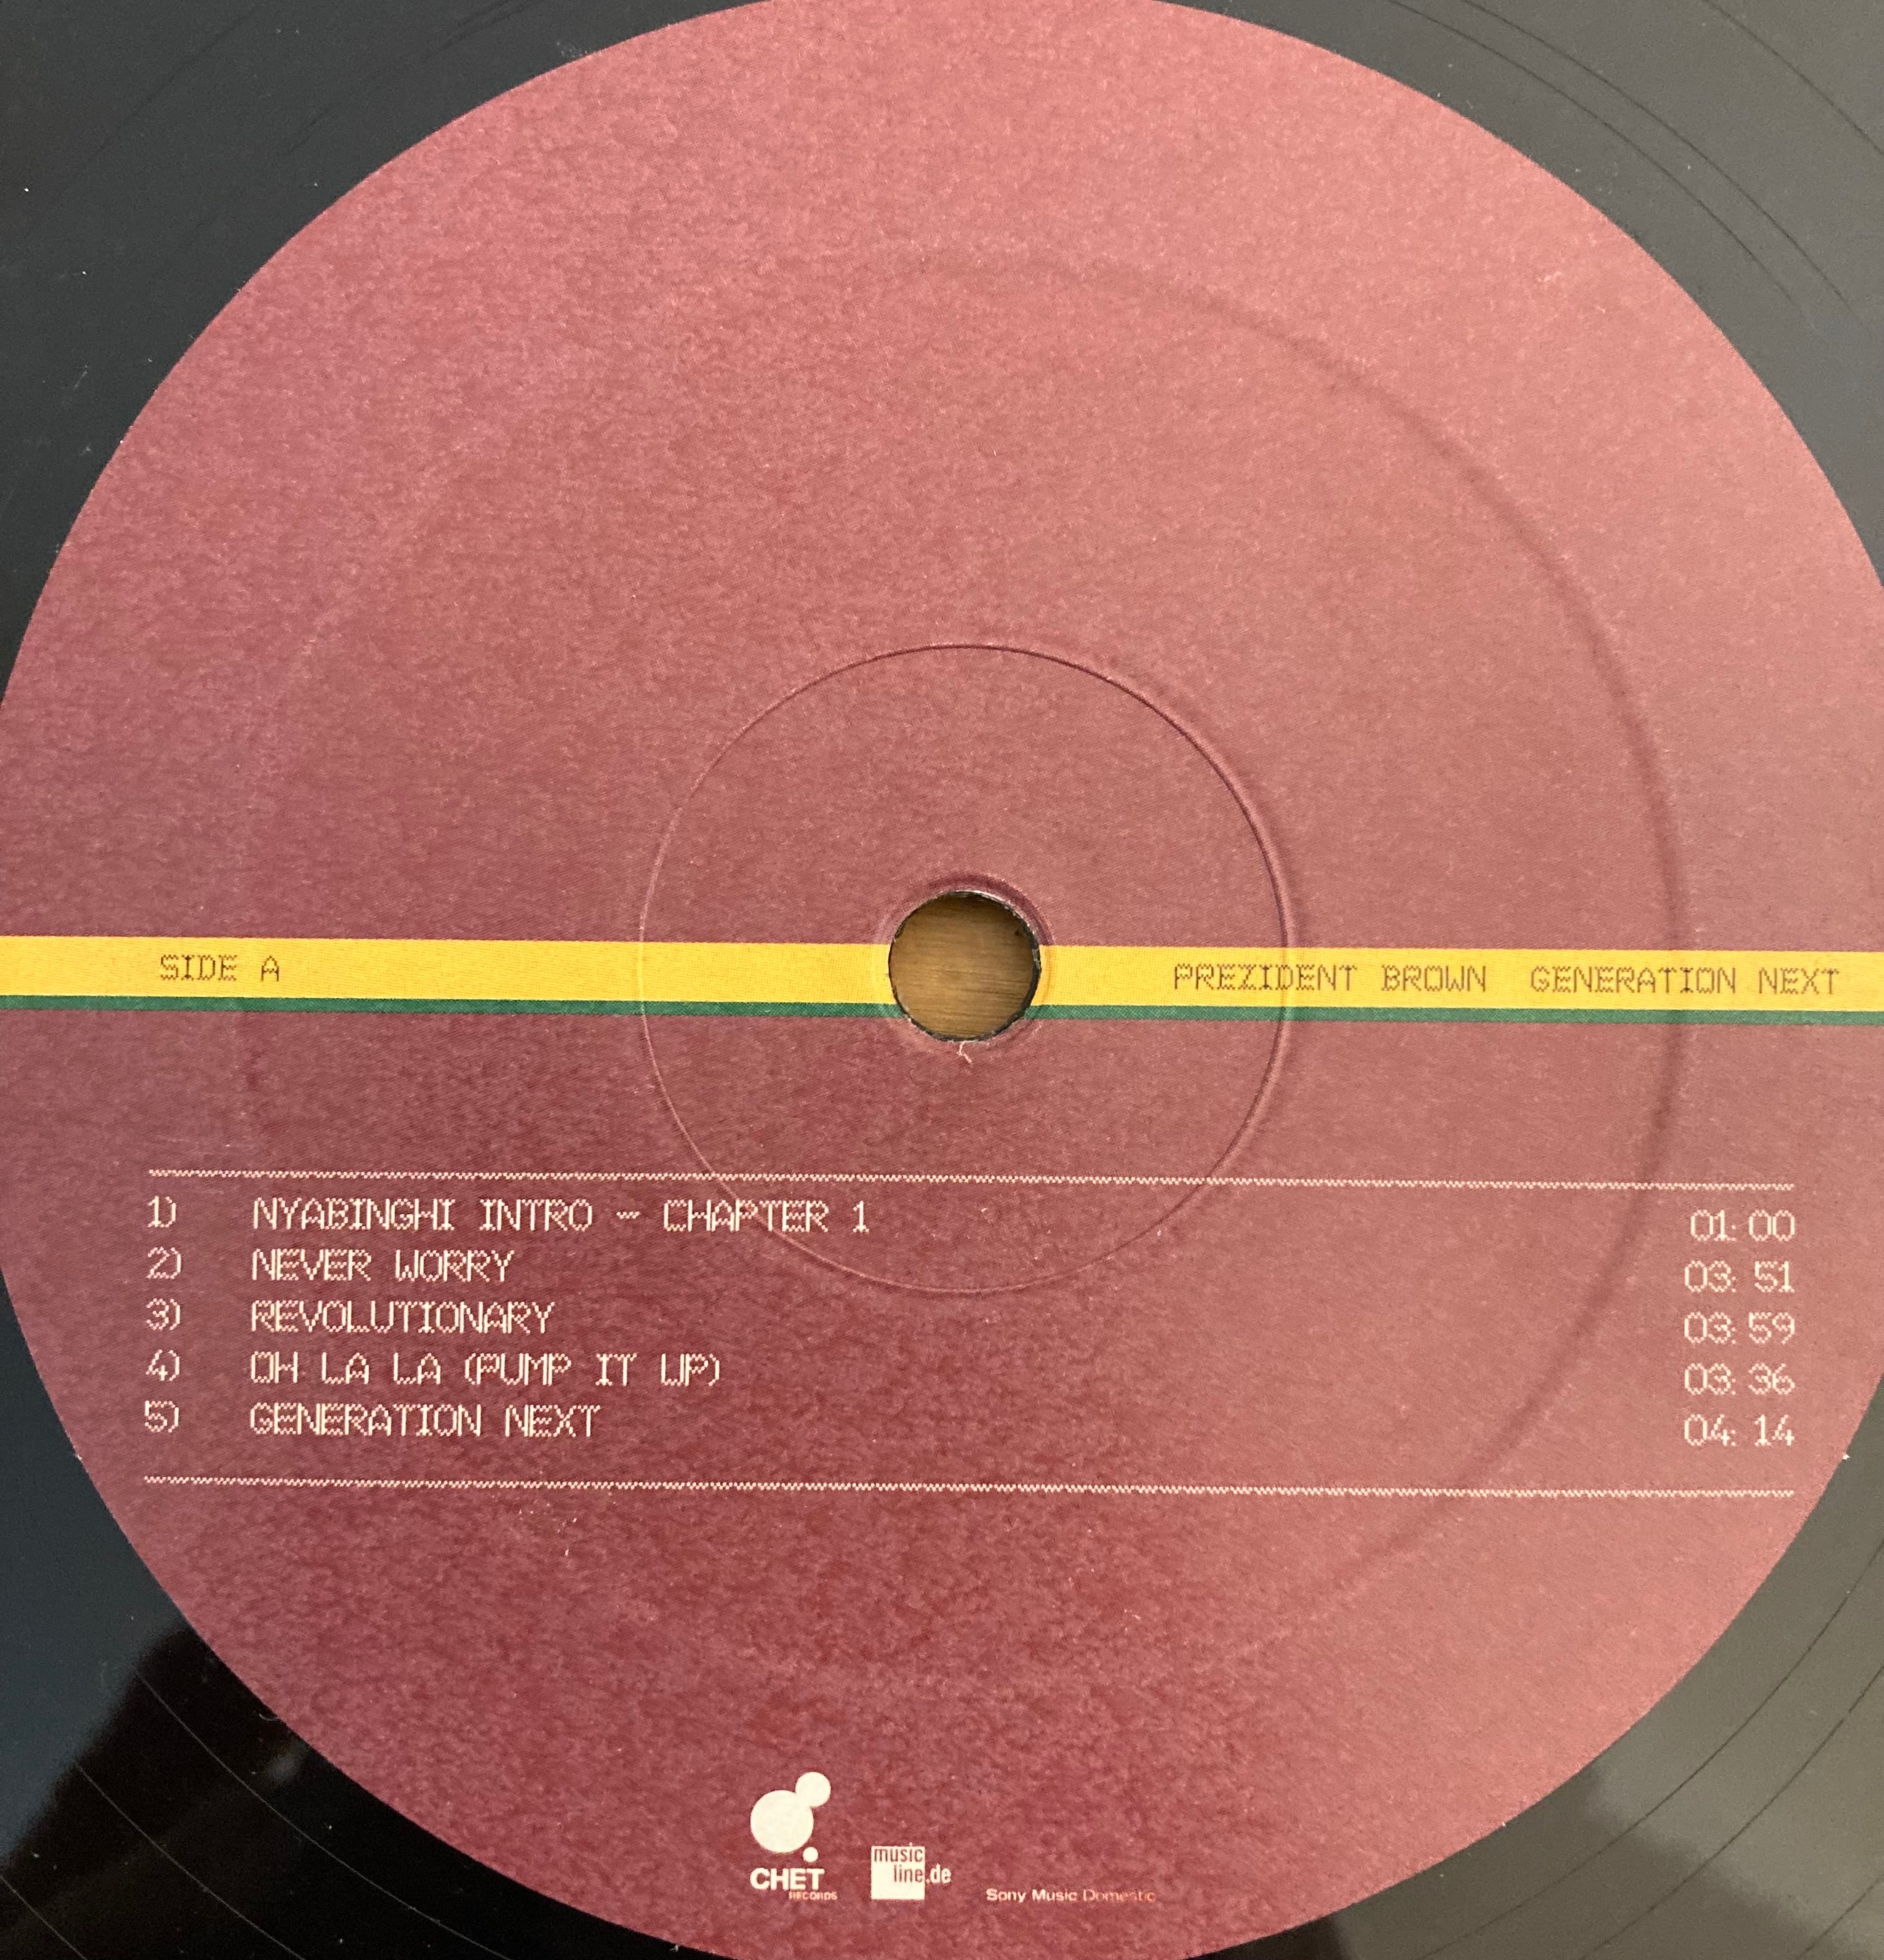 SIDE A PREZIDENT BROWN GENERATION NEXT
1) NYABINGHI INTRO - CHAPTER 1 01:00
2) NEVER WORRY 03:51
3) REVOLUTIONARY 03:59
4) OH LA LA (PUMP IT UP) 03:36
5) GENERATION NEXT 04:14
CHET
RECORDS
music
line.de
Sony Music Domestic